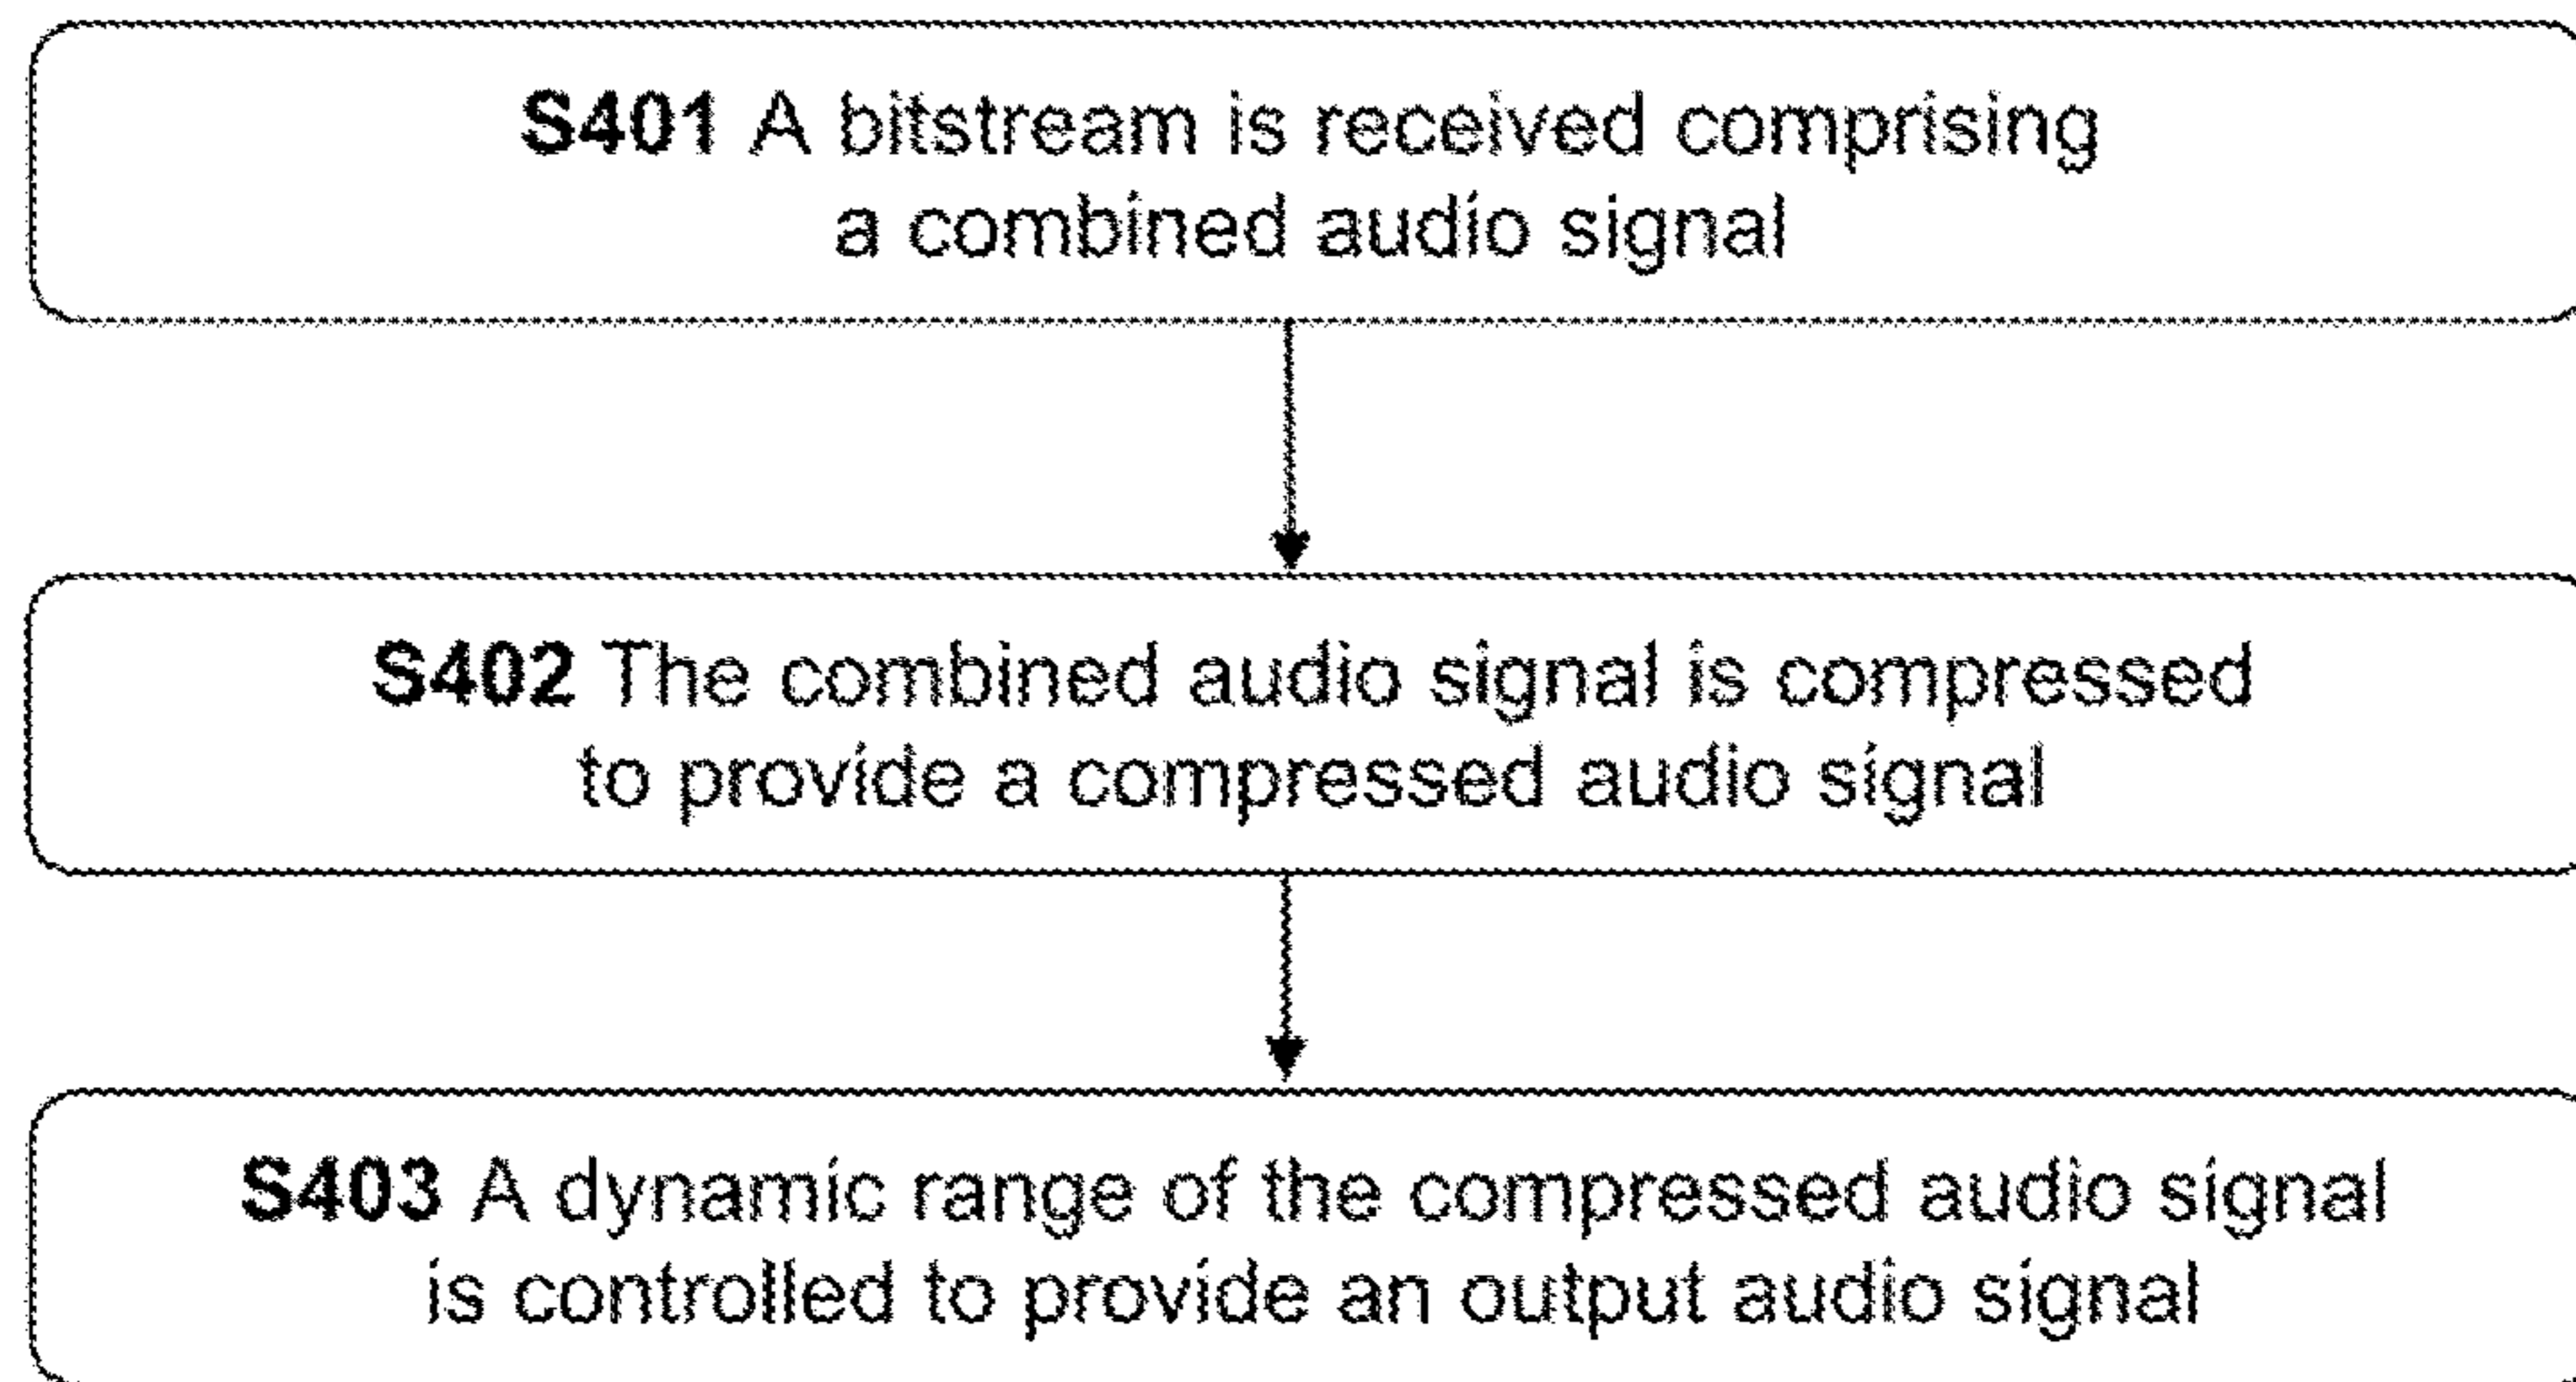 S401 A bitstream is received comprising
a combined audio signal
S402 The combined audio signal is compressed
to provide a compressed audio signal
S403 A dynamic range of the compressed audio signal
is controlled to provide an output audio signal